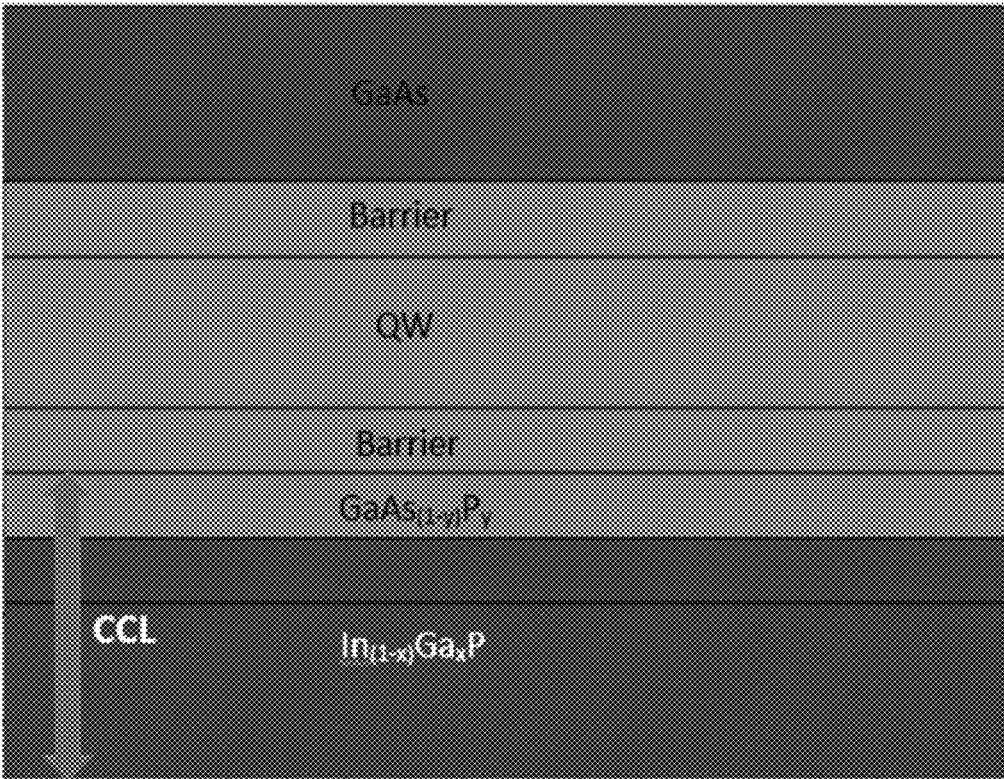 GaAs
Barrier
QW
Barrier
GaAs(1-y)Py
CCL
In(1-x)GaxP